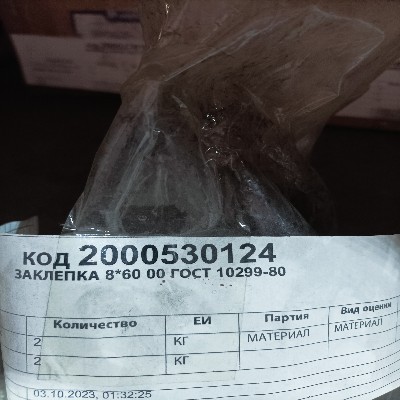 КОД 2000530124
ЗАКЛЕПКА 8*60 00 ГОСТ 10299-80
Количество ЕИ Партия Вид оценки
2 КГ МАТЕРИАЛ МАТЕРИАЛ
2 КГ
03.10.2023, 01:32:25